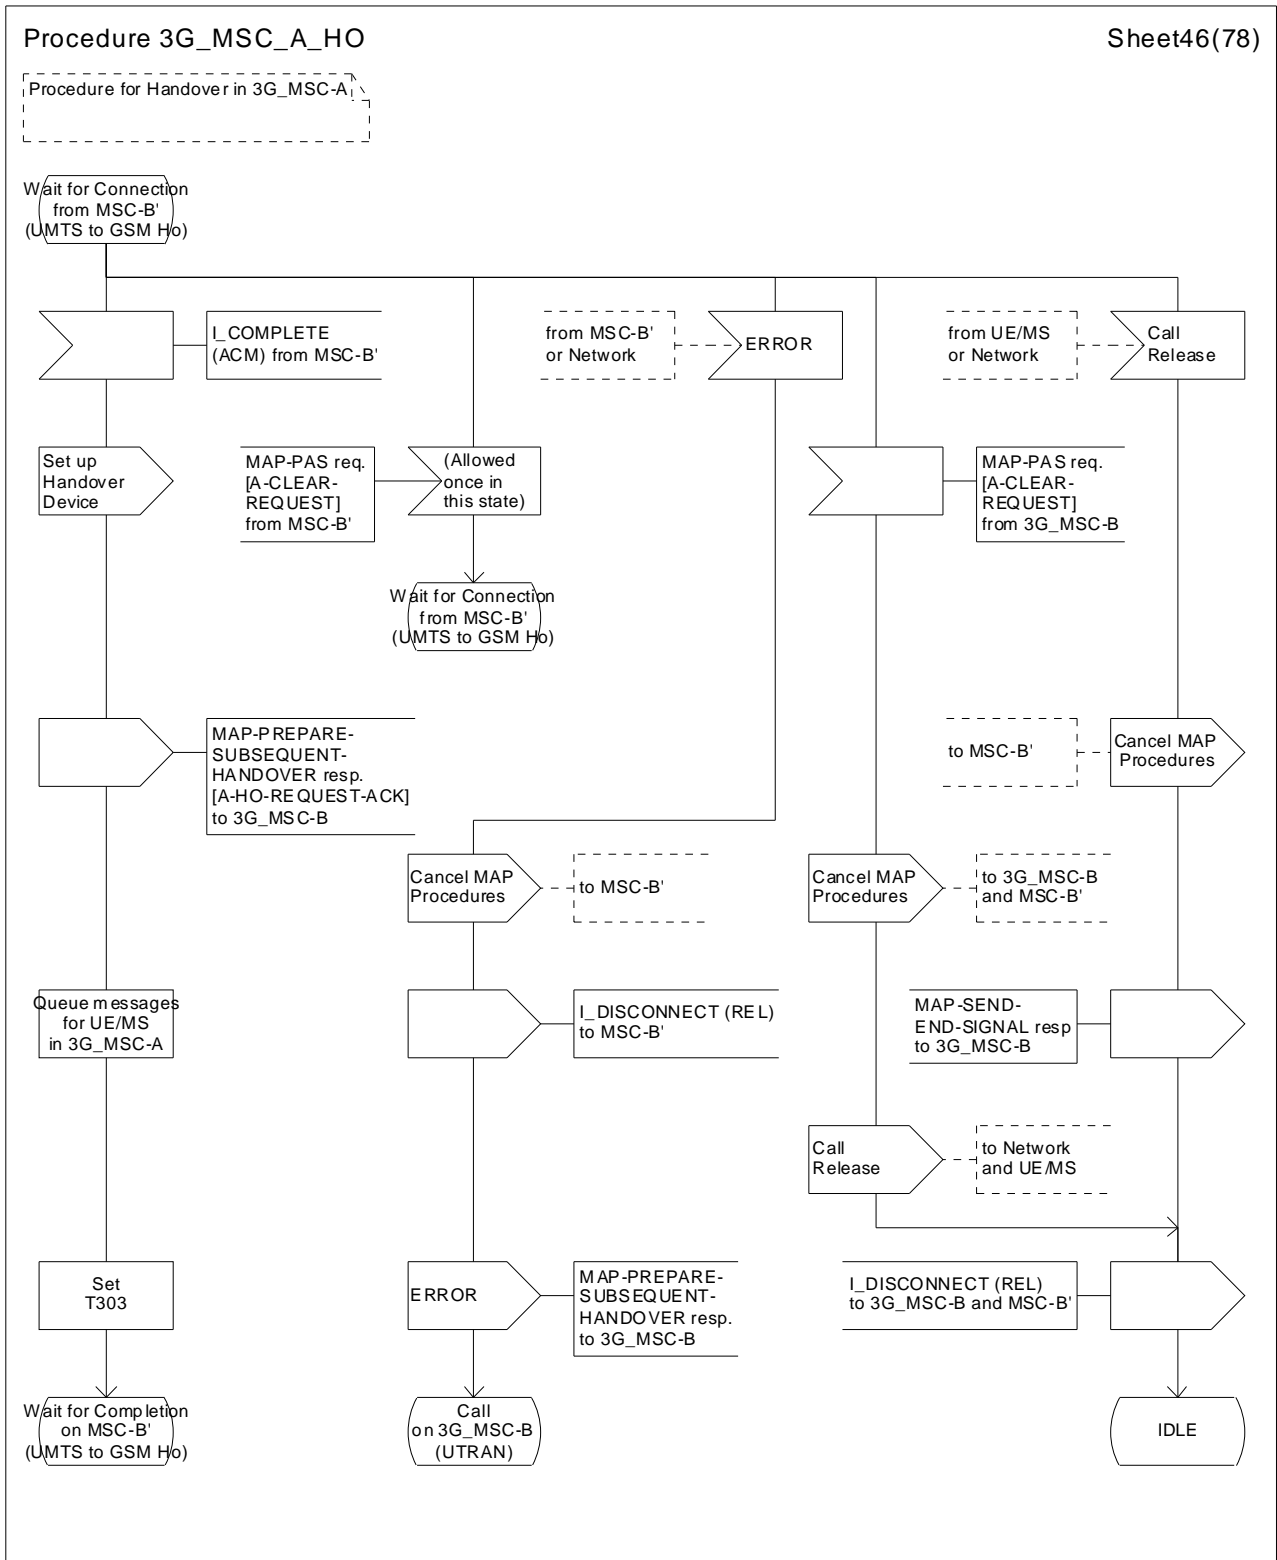 Procedure 3G_MSC_A_HO
Sheet46(78)
Procedure for Handover in 3G_MSC-A
Wait for Connection
from MSC-B'
(UMTS to GSM Ho)
I_COMPLETE
(ACM) from MSC-B'
from MSC-B'
or Network
ERROR
from UE/MS
or Network
Call
Release
Set up
Handover
Device
MAP-PAS req.
[A-CLEAR-
REQUEST]
from MSC-B'
(Allowed
once in
this state)
MAP-PAS req.
[A-CLEAR-
REQUEST]
from 3G_MSC-B
Wait for Connection
from MSC-B'
(UMTS to GSM Ho)
MAP-PREPARE-
SUBSEQUENT-
HANDOVER resp.
[A-HO-REQUEST-ACK]
to 3G_MSC-B
to MSC-B'
Cancel MAP
Procedures
Cancel MAP
Procedures
to MSC-B'
Cancel MAP
Procedures
to 3G_MSC-B
and MSC-B'
Queue messages
for UE/MS
in 3G_MSC-A
I_DISCONNECT (REL)
to MSC-B'
MAP-SEND-
END-SIGNAL resp
to 3G_MSC-B
Call
Release
to Network
and UE/MS
Set
T303
ERROR
MAP-PREPARE-
SUBSEQUENT-
HANDOVER resp.
to 3G_MSC-B
I_DISCONNECT (REL)
to 3G_MSC-B and MSC-B'
Wait for Completion
on MSC-B'
(UMTS to GSM Ho)
Call
on 3G_MSC-B
(UTRAN)
IDLE